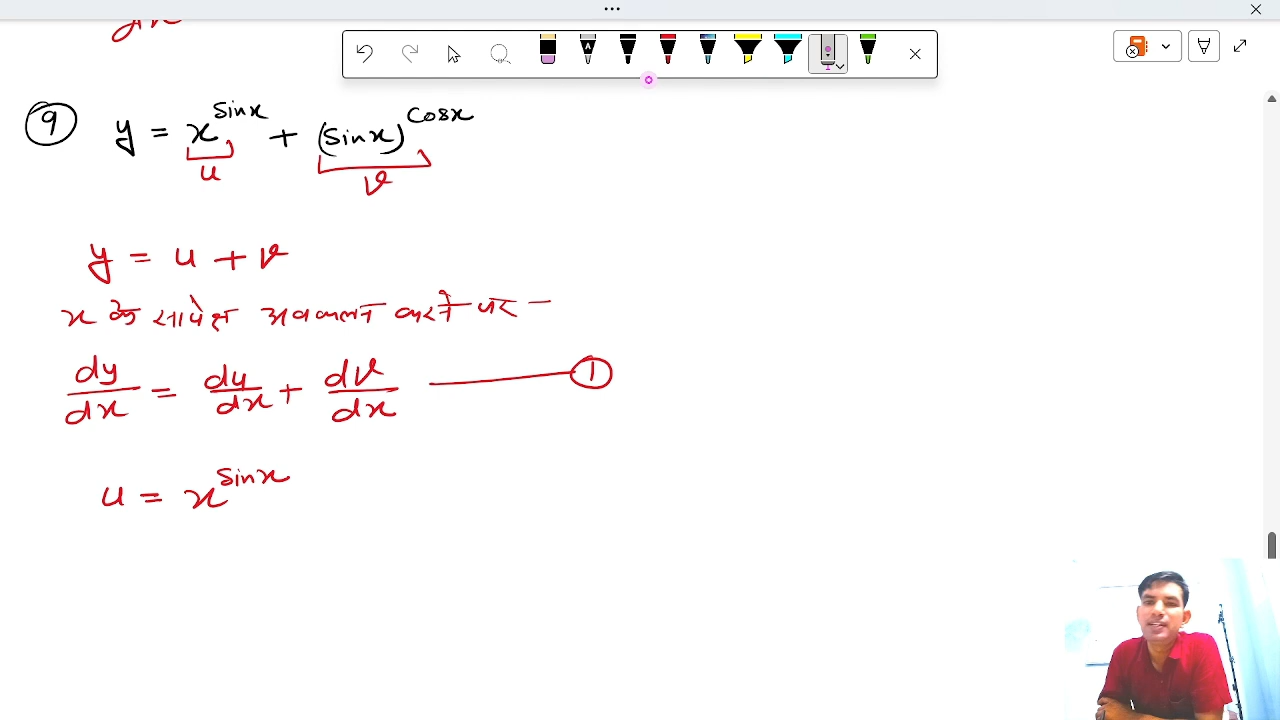 9 y = x^sinx + (sinx)^cosx
u v
y = u + v
x के सापेक्ष अवकलन करने पर –
dy/dx = du/dx + dv/dx —— 1
u = x^sinx